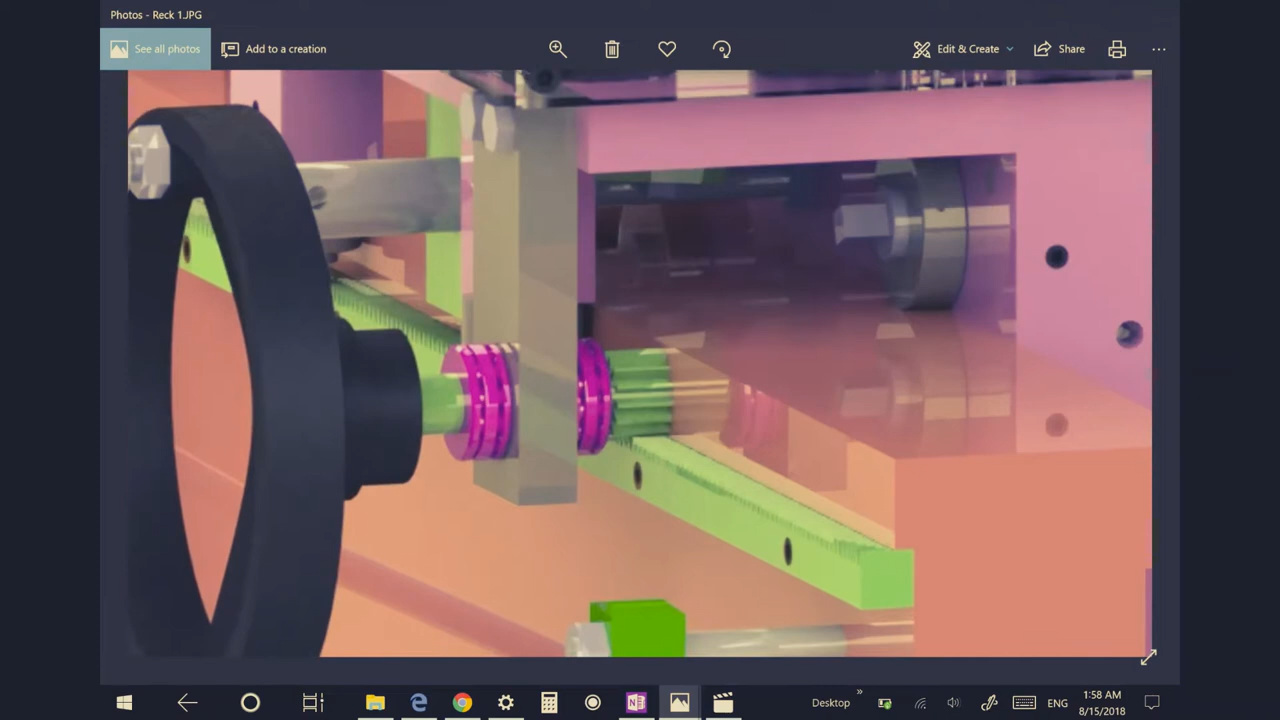 Photos - Reck 1.JPG
See all photos
Add to a creation
Edit & Create
Share
Desktop
ENG
1:58 AM
8/15/2018